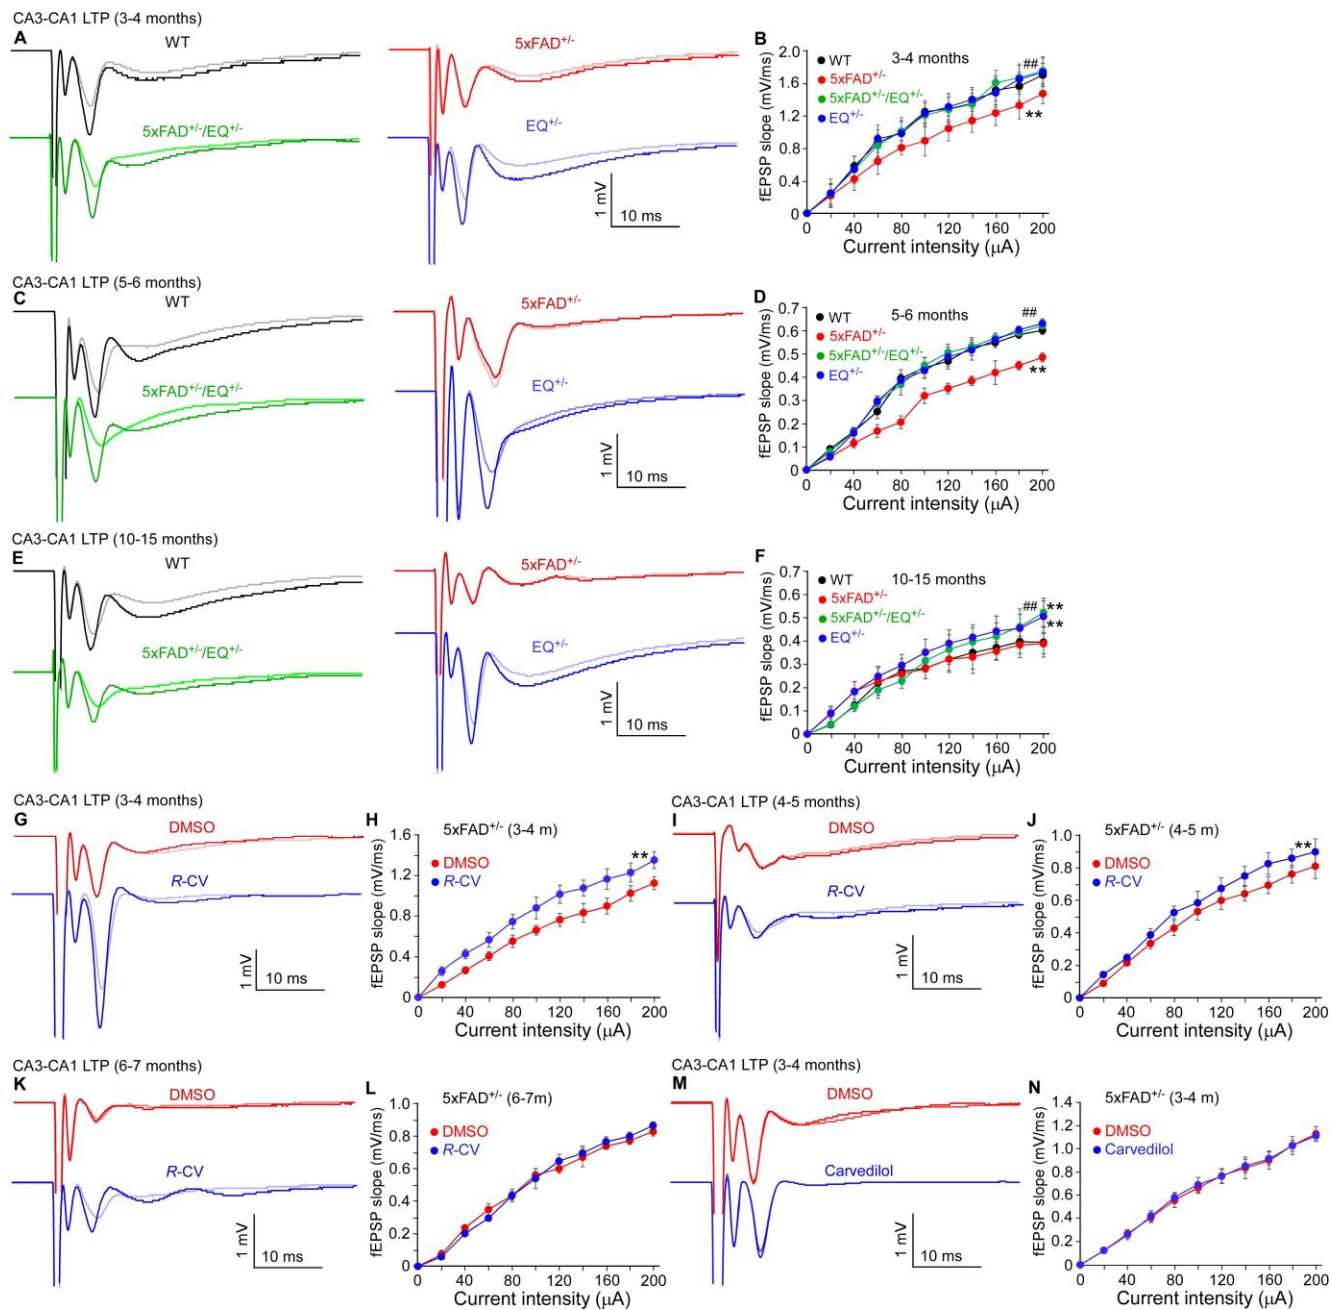 CA3-CA1 LTP (3-4 months)
A
WT
5xFAD+/-
5xFAD+/-/EQ+/-
EQ+/-
1 mV
10 ms
B
3-4 months
WT
5xFAD+/-
5xFAD+/-/EQ+/-
EQ+/-
##
**
fEPSP slope (mV/ms)
2.0
1.6
1.2
0.8
0.4
0
0 40 80 120 160 200
Current intensity (μA)
CA3-CA1 LTP (5-6 months)
C
WT
5xFAD+/-
5xFAD+/-/EQ+/-
EQ+/-
1 mV
10 ms
D
5-6 months
WT
5xFAD+/-
5xFAD+/-/EQ+/-
EQ+/-
##
**
fEPSP slope (mV/ms)
0.7
0.6
0.5
0.4
0.3
0.2
0.1
0
0 40 80 120 160 200
Current intensity (μA)
CA3-CA1 LTP (10-15 months)
E
WT
5xFAD+/-
5xFAD+/-/EQ+/-
EQ+/-
1 mV
10 ms
F
10-15 months
WT
5xFAD+/-
5xFAD+/-/EQ+/-
EQ+/-
##
**
**
fEPSP slope (mV/ms)
0.7
0.6
0.5
0.4
0.3
0.2
0.1
0
0 40 80 120 160 200
Current intensity (μA)
CA3-CA1 LTP (3-4 months)
G
DMSO
R-CV
1 mV
10 ms
H
5xFAD+/- (3-4 m)
DMSO
R-CV
**
fEPSP slope (mV/ms)
1.6
1.2
0.8
0.4
0
0 40 80 120 160 200
Current intensity (μA)
CA3-CA1 LTP (4-5 months)
I
DMSO
R-CV
1 mV
10 ms
J
5xFAD+/- (4-5 m)
DMSO
R-CV
**
fEPSP slope (mV/ms)
1.0
0.8
0.6
0.4
0.2
0
0 40 80 120 160 200
Current intensity (μA)
CA3-CA1 LTP (6-7 months)
K
DMSO
R-CV
1 mV
10 ms
L
5xFAD+/- (6-7m)
DMSO
R-CV
fEPSP slope (mV/ms)
1.0
0.8
0.6
0.4
0.2
0
0 40 80 120 160 200
Current intensity (μA)
CA3-CA1 LTP (3-4 months)
M
DMSO
Carvedilol
1 mV
10 ms
N
5xFAD+/- (3-4 m)
DMSO
Carvedilol
fEPSP slope (mV/ms)
1.4
1.2
1.0
0.8
0.6
0.4
0.2
0
0 40 80 120 160 200
Current intensity (μA)